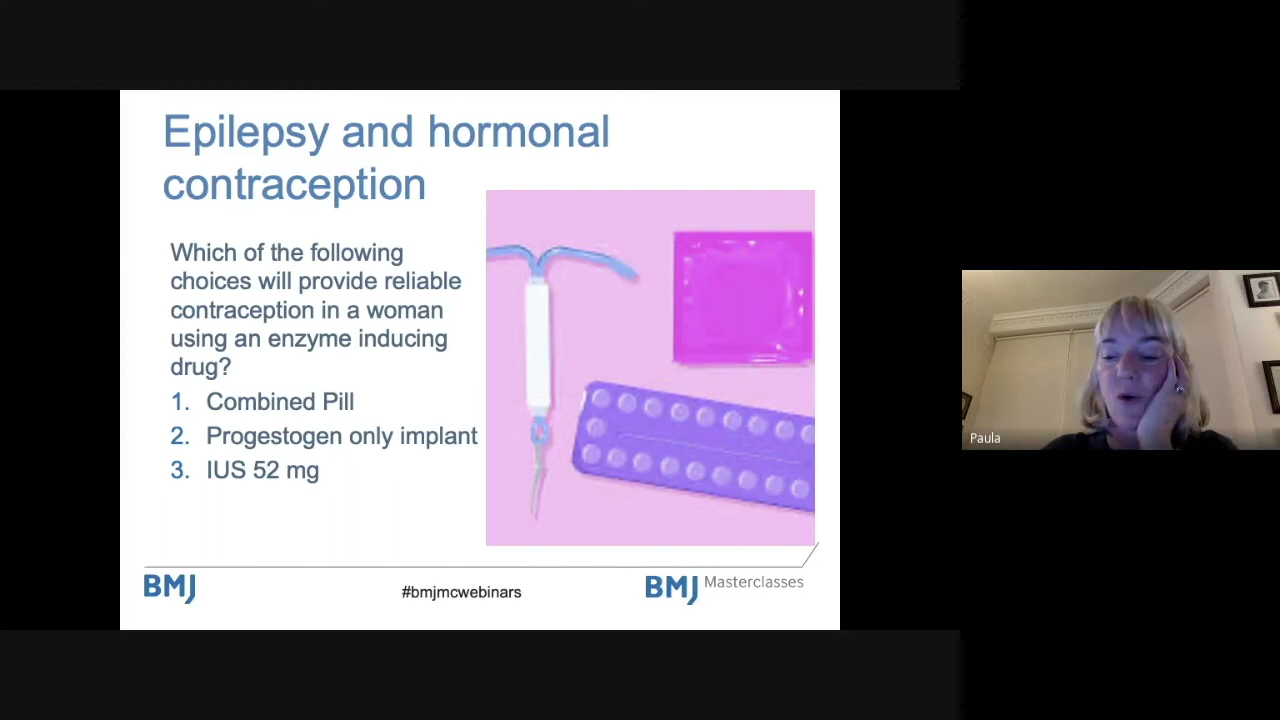 Epilepsy and hormonal
contraception
Which of the following
choices will provide reliable
contraception in a woman
using an enzyme inducing
drug?
1. Combined Pill
2. Progestogen only implant
3. IUS 52 mg
BMJ
#bmjmcwebinars
BMJ Masterclasses
Paula